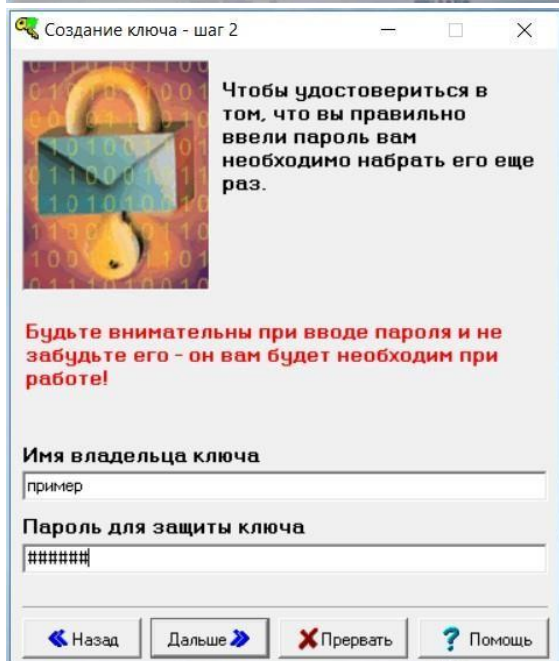 Создание ключа - шаг 2
Чтобы удостовериться в
том, что вы правильно
ввели пароль вам
необходимо набрать его еще
раз.
Будьте внимательны при вводе пароля и не
забудьте его - он вам будет необходим при
работе!
Имя владельца ключа
пример
Пароль для защиты ключа
######
Назад Дальше Прервать ? Помощь